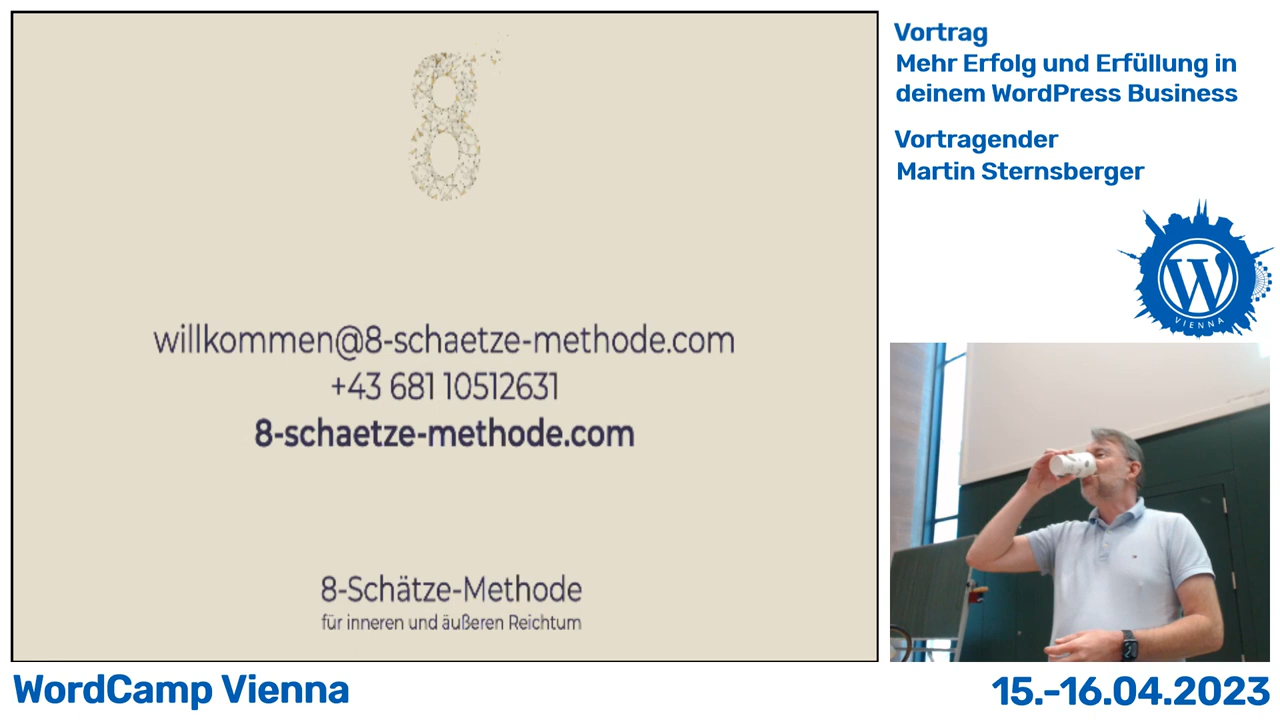 8
willkommen@8-schaetze-methode.com
+43 681 10512631
8-schaetze-methode.com
8-Schätze-Methode
für inneren und äußeren Reichtum
Vortrag
Mehr Erfolg und Erfüllung in
deinem WordPress Business
Vortragender
Martin Sternsberger
W
VIENNA
WordCamp Vienna
15.-16.04.2023